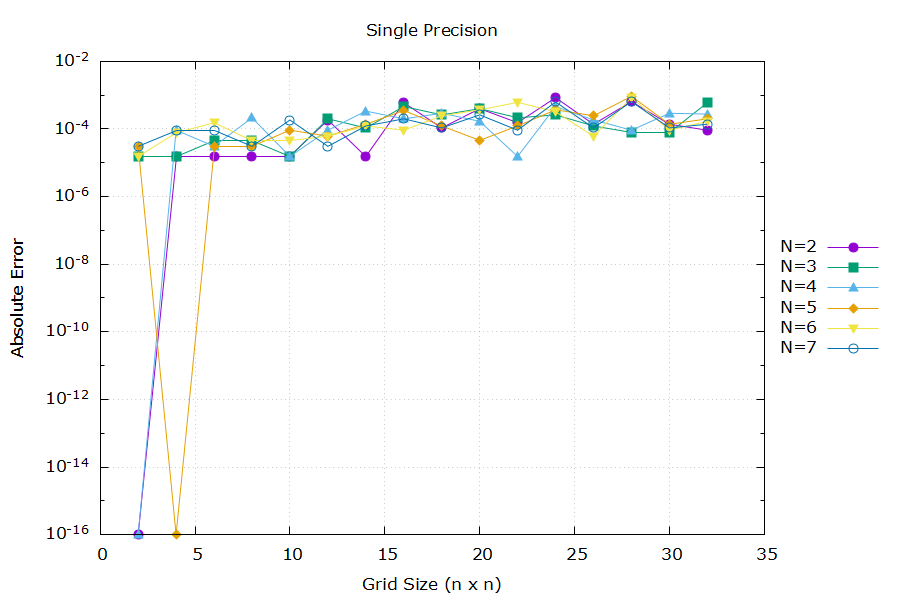 Single Precision
10^-2
10^-4
10^-6
10^-8
10^-10
10^-12
10^-14
10^-16
Absolute Error
0 5 10 15 20 25 30 35
Grid Size (n x n)
N=2
N=3
N=4
N=5
N=6
N=7